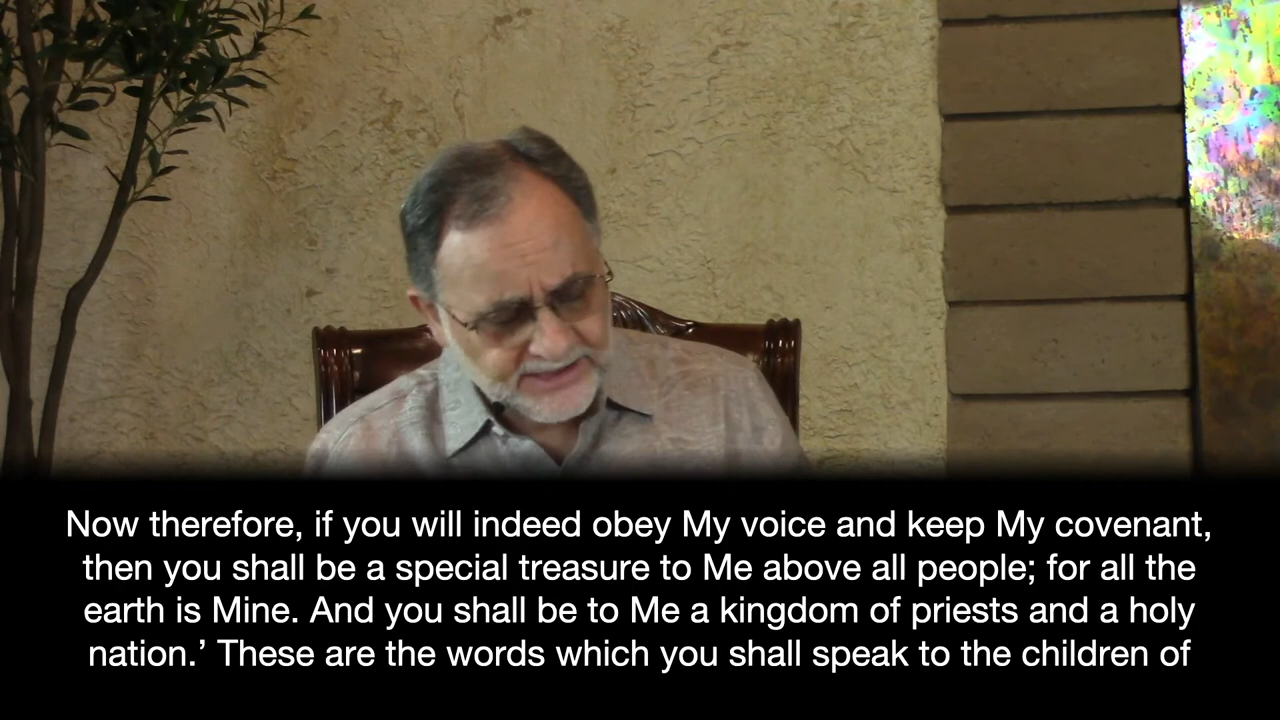 Now therefore, if you will indeed obey My voice and keep My covenant,
then you shall be a special treasure to Me above all people; for all the
earth is Mine. And you shall be to Me a kingdom of priests and a holy
nation.’ These are the words which you shall speak to the children of